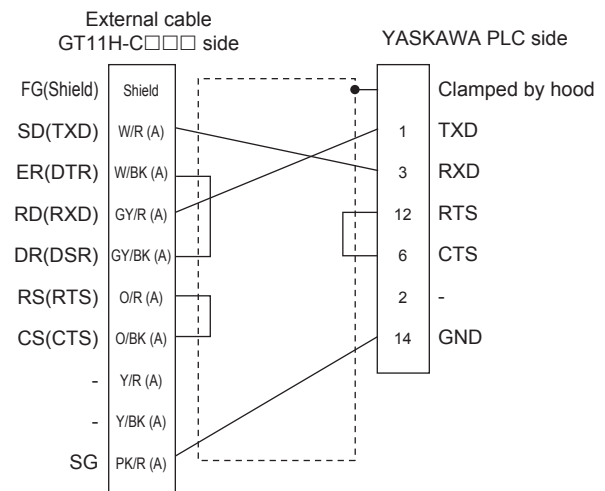 External cable
GT11H-C□□□ side
YASKAWA PLC side
FG(Shield) Shield Clamped by hood
SD(TXD) W/R (A) 1 TXD
ER(DTR) W/BK (A) 3 RXD
RD(RXD) GY/R (A) 12 RTS
DR(DSR) GY/BK (A) 6 CTS
RS(RTS) O/R (A) 2 -
CS(CTS) O/BK (A) 14 GND
- Y/R (A)
- Y/BK (A)
SG PK/R (A)